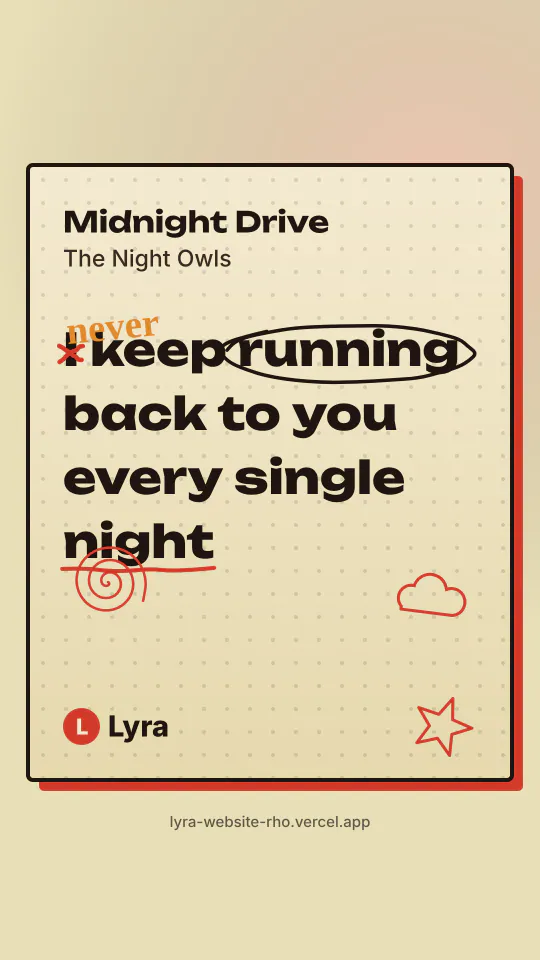 Midnight Drive
The Night Owls
never
I keep running
back to you
every single
night
L Lyra
lyra-website-rho.vercel.app